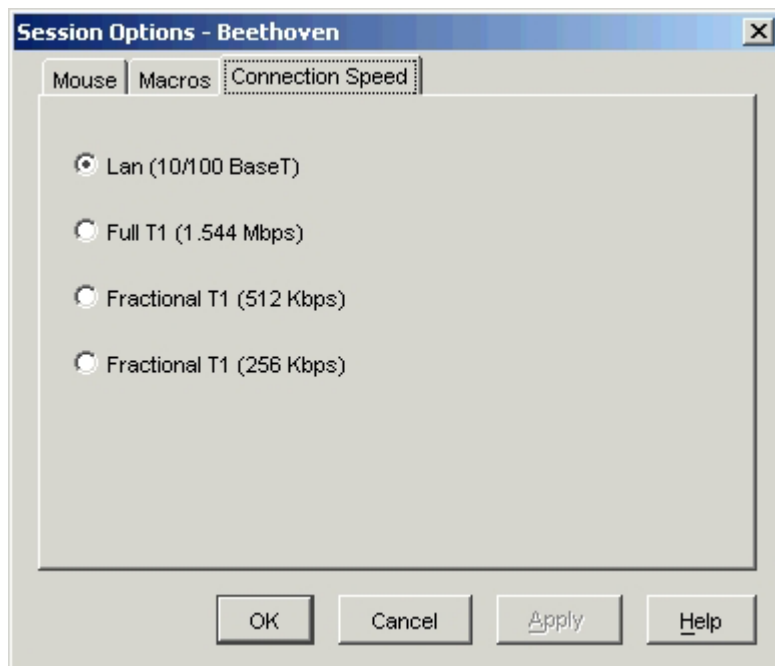 Session Options - Beethoven
Mouse Macros Connection Speed
Lan (10/100 BaseT)
Full T1 (1.544 Mbps)
Fractional T1 (512 Kbps)
Fractional T1 (256 Kbps)
OK Cancel Apply Help